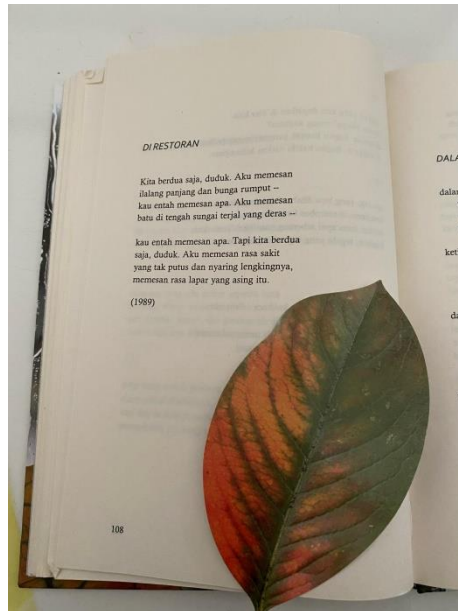 DI RESTORAN
Kita berdua saja, duduk. Aku memesan
ilalang panjang dan bunga rumput –
kau entah memesan apa. Aku memesan
batu di tengah sungai terjal yang deras –
kau entah memesan apa. Tapi kita berdua
saja, duduk. Aku memesan rasa sakit
yang tak putus dan nyaring lengkingnya,
memesan rasa lapar yang asing itu.
(1989)
108
DALA
dalar
ket
da